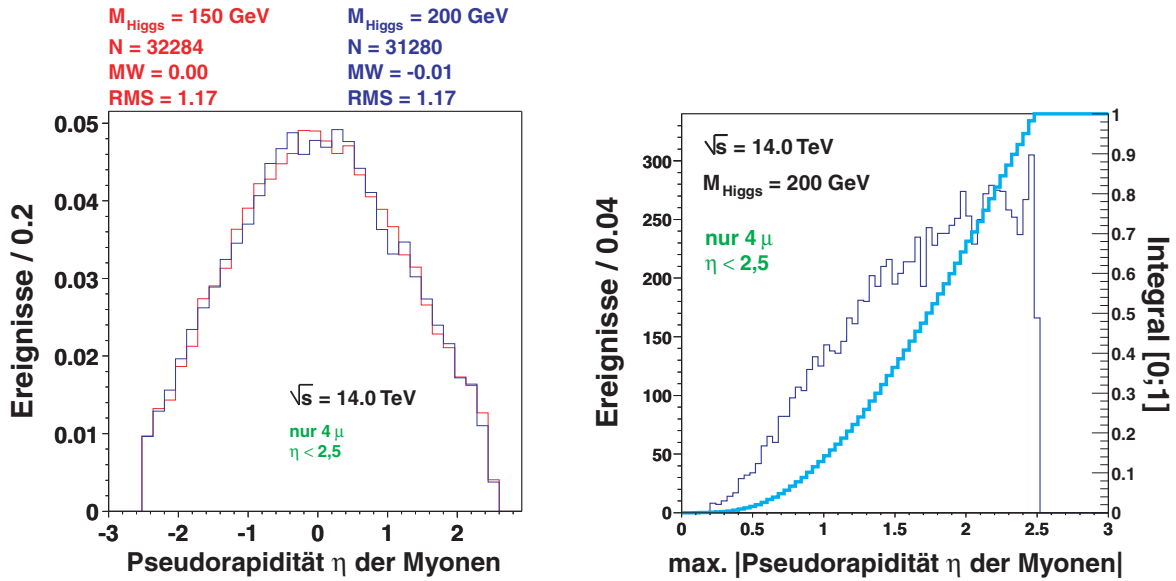 M Higgs = 150 GeV
N = 32284
MW = 0.00
RMS = 1.17
M Higgs = 200 GeV
N = 31280
MW = -0.01
RMS = 1.17
Ereignisse / 0.2
0.05
0.04
0.03
0.02
0.01
0
√s = 14.0 TeV
nur 4 μ
η < 2,5
-3 -2 -1 0 1 2
Pseudorapidität η der Myonen
Ereignisse / 0.04
300
250
200
150
100
50
0
√s = 14.0 TeV
M Higgs = 200 GeV
nur 4 μ
η < 2,5
1
0.9
0.8
0.7
0.6
0.5
0.4
0.3
0.2
0.1
0
Integral [0;1]
0 0.5 1 1.5 2 2.5 3
max. |Pseudorapidität η der Myonen|